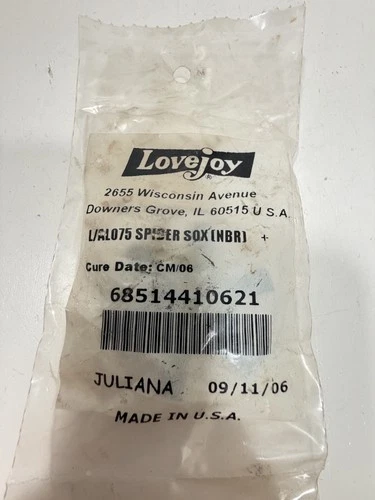 Lovejoy
®
2655 Wisconsin Avenue
Downers Grove, IL 60515 U S A.
L/AL075 SPIDER SOX(NBR) +
Cure Date: CM/06
68514410621
JULIANA 09/11/06
MADE IN U.S.A.